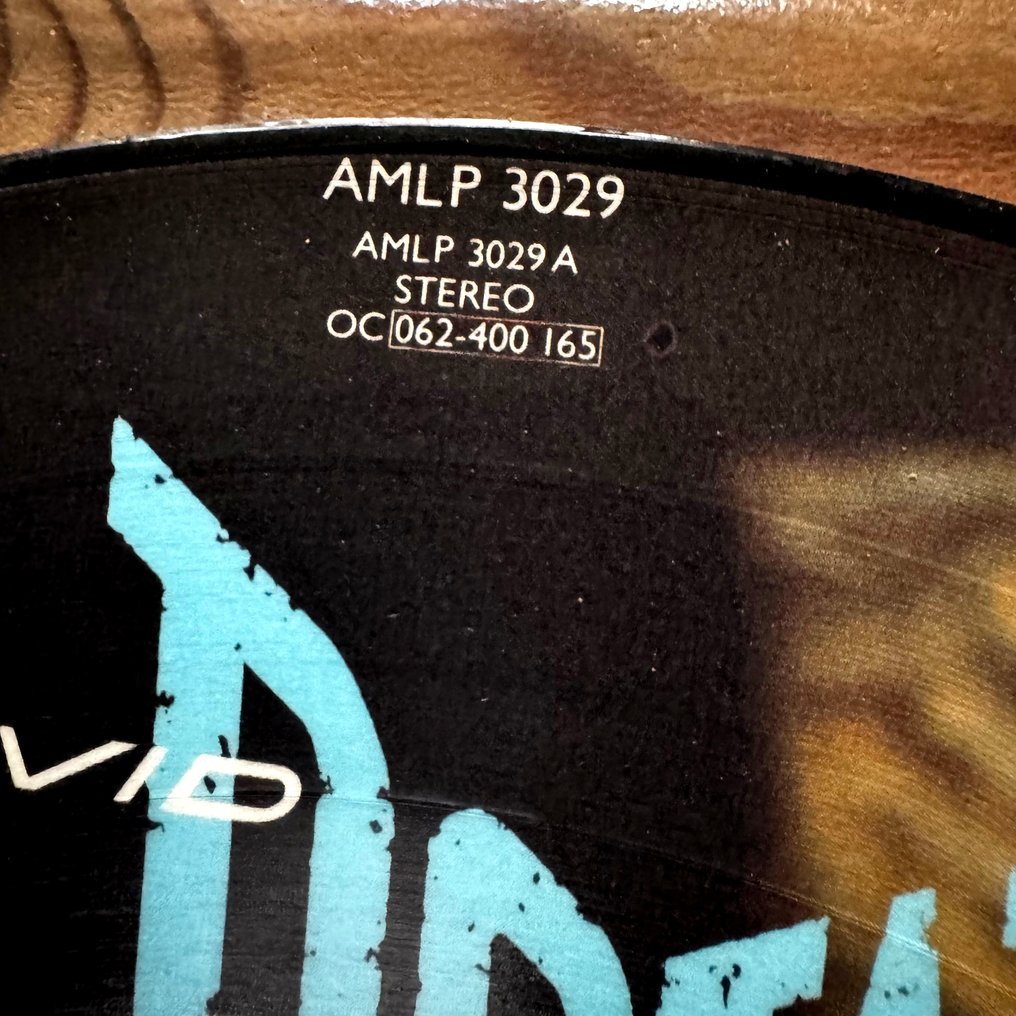 AMLP 3029
AMLP 3029 A
STEREO
OC 062-400 165
VID